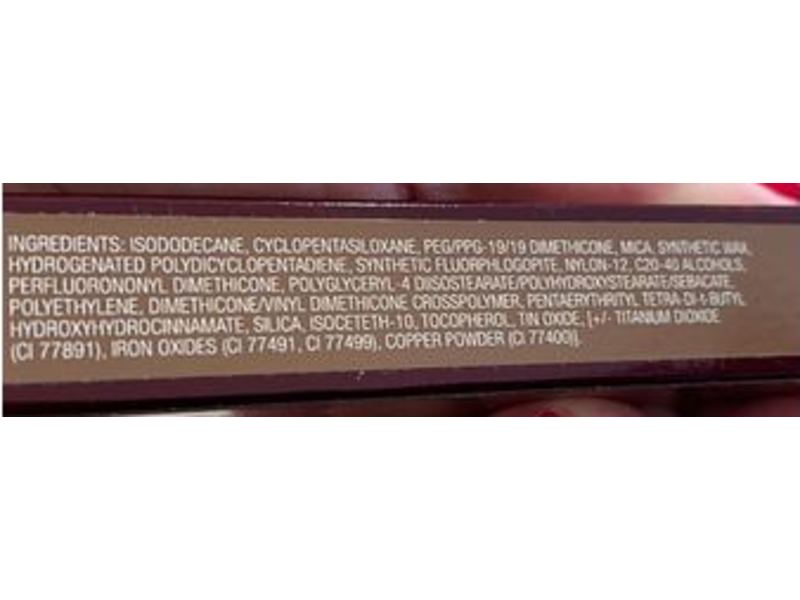 INGREDIENTS: ISODODECANE, CYCLOPENTASILOXANE, PEG/PPG-19/19 DIMETHICONE, MICA, SYNTHETIC WAX,
HYDROGENATED POLYDICYCLOPENTADIENE, SYNTHETIC FLUORPHLOGOPITE, NYLON-12, C20-40 ALCOHOLS,
PERFLUORONONYL DIMETHICONE, POLYGLYCERYL-4 DIISOSTEARATE/POLYHYDROXYSTEARATE/SEBACATE,
POLYETHYLENE, DIMETHICONE/VINYL DIMETHICONE CROSSPOLYMER, PENTAERYTHRITYL TETRA-DI-t-BUTYL
HYDROXYHYDROCINNAMATE, SILICA, ISOCETETH-10, TOCOPHEROL, TIN OXIDE, [+/- TITANIUM DIOXIDE
(CI 77891), IRON OXIDES (CI 77491, CI 77499), COPPER POWDER (CI 77400)].